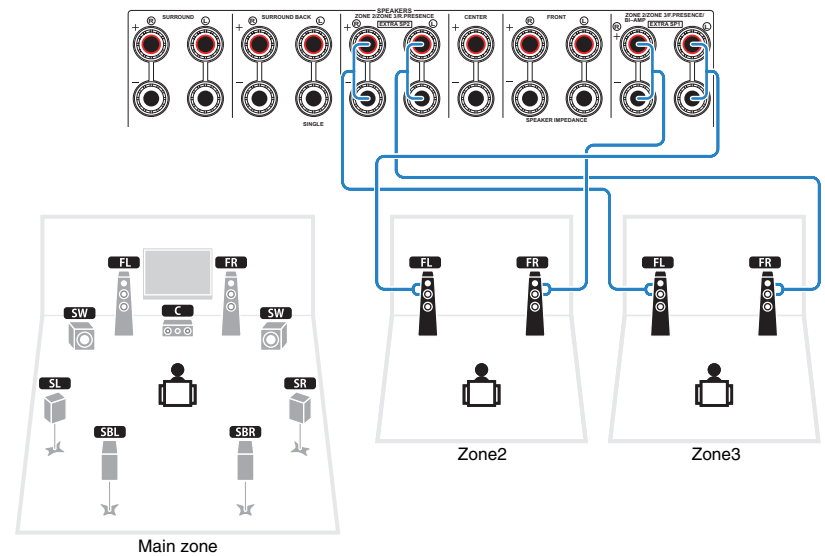 SPEAKERS
R SURROUND L
R SURROUND BACK L
ZONE 2/ZONE 3/R.PRESENCE
R EXTRA SP2 L
CENTER
R FRONT L
ZONE 2/ZONE 3/F.PRESENCE/
BI-AMP EXTRA SP1
R L
+ + + + + +
− − − − − −
SINGLE
SPEAKER IMPEDANCE
FL FR
SW C SW
SL SR
SBL SBR
Main zone
FL FR
Zone2
FL FR
Zone3